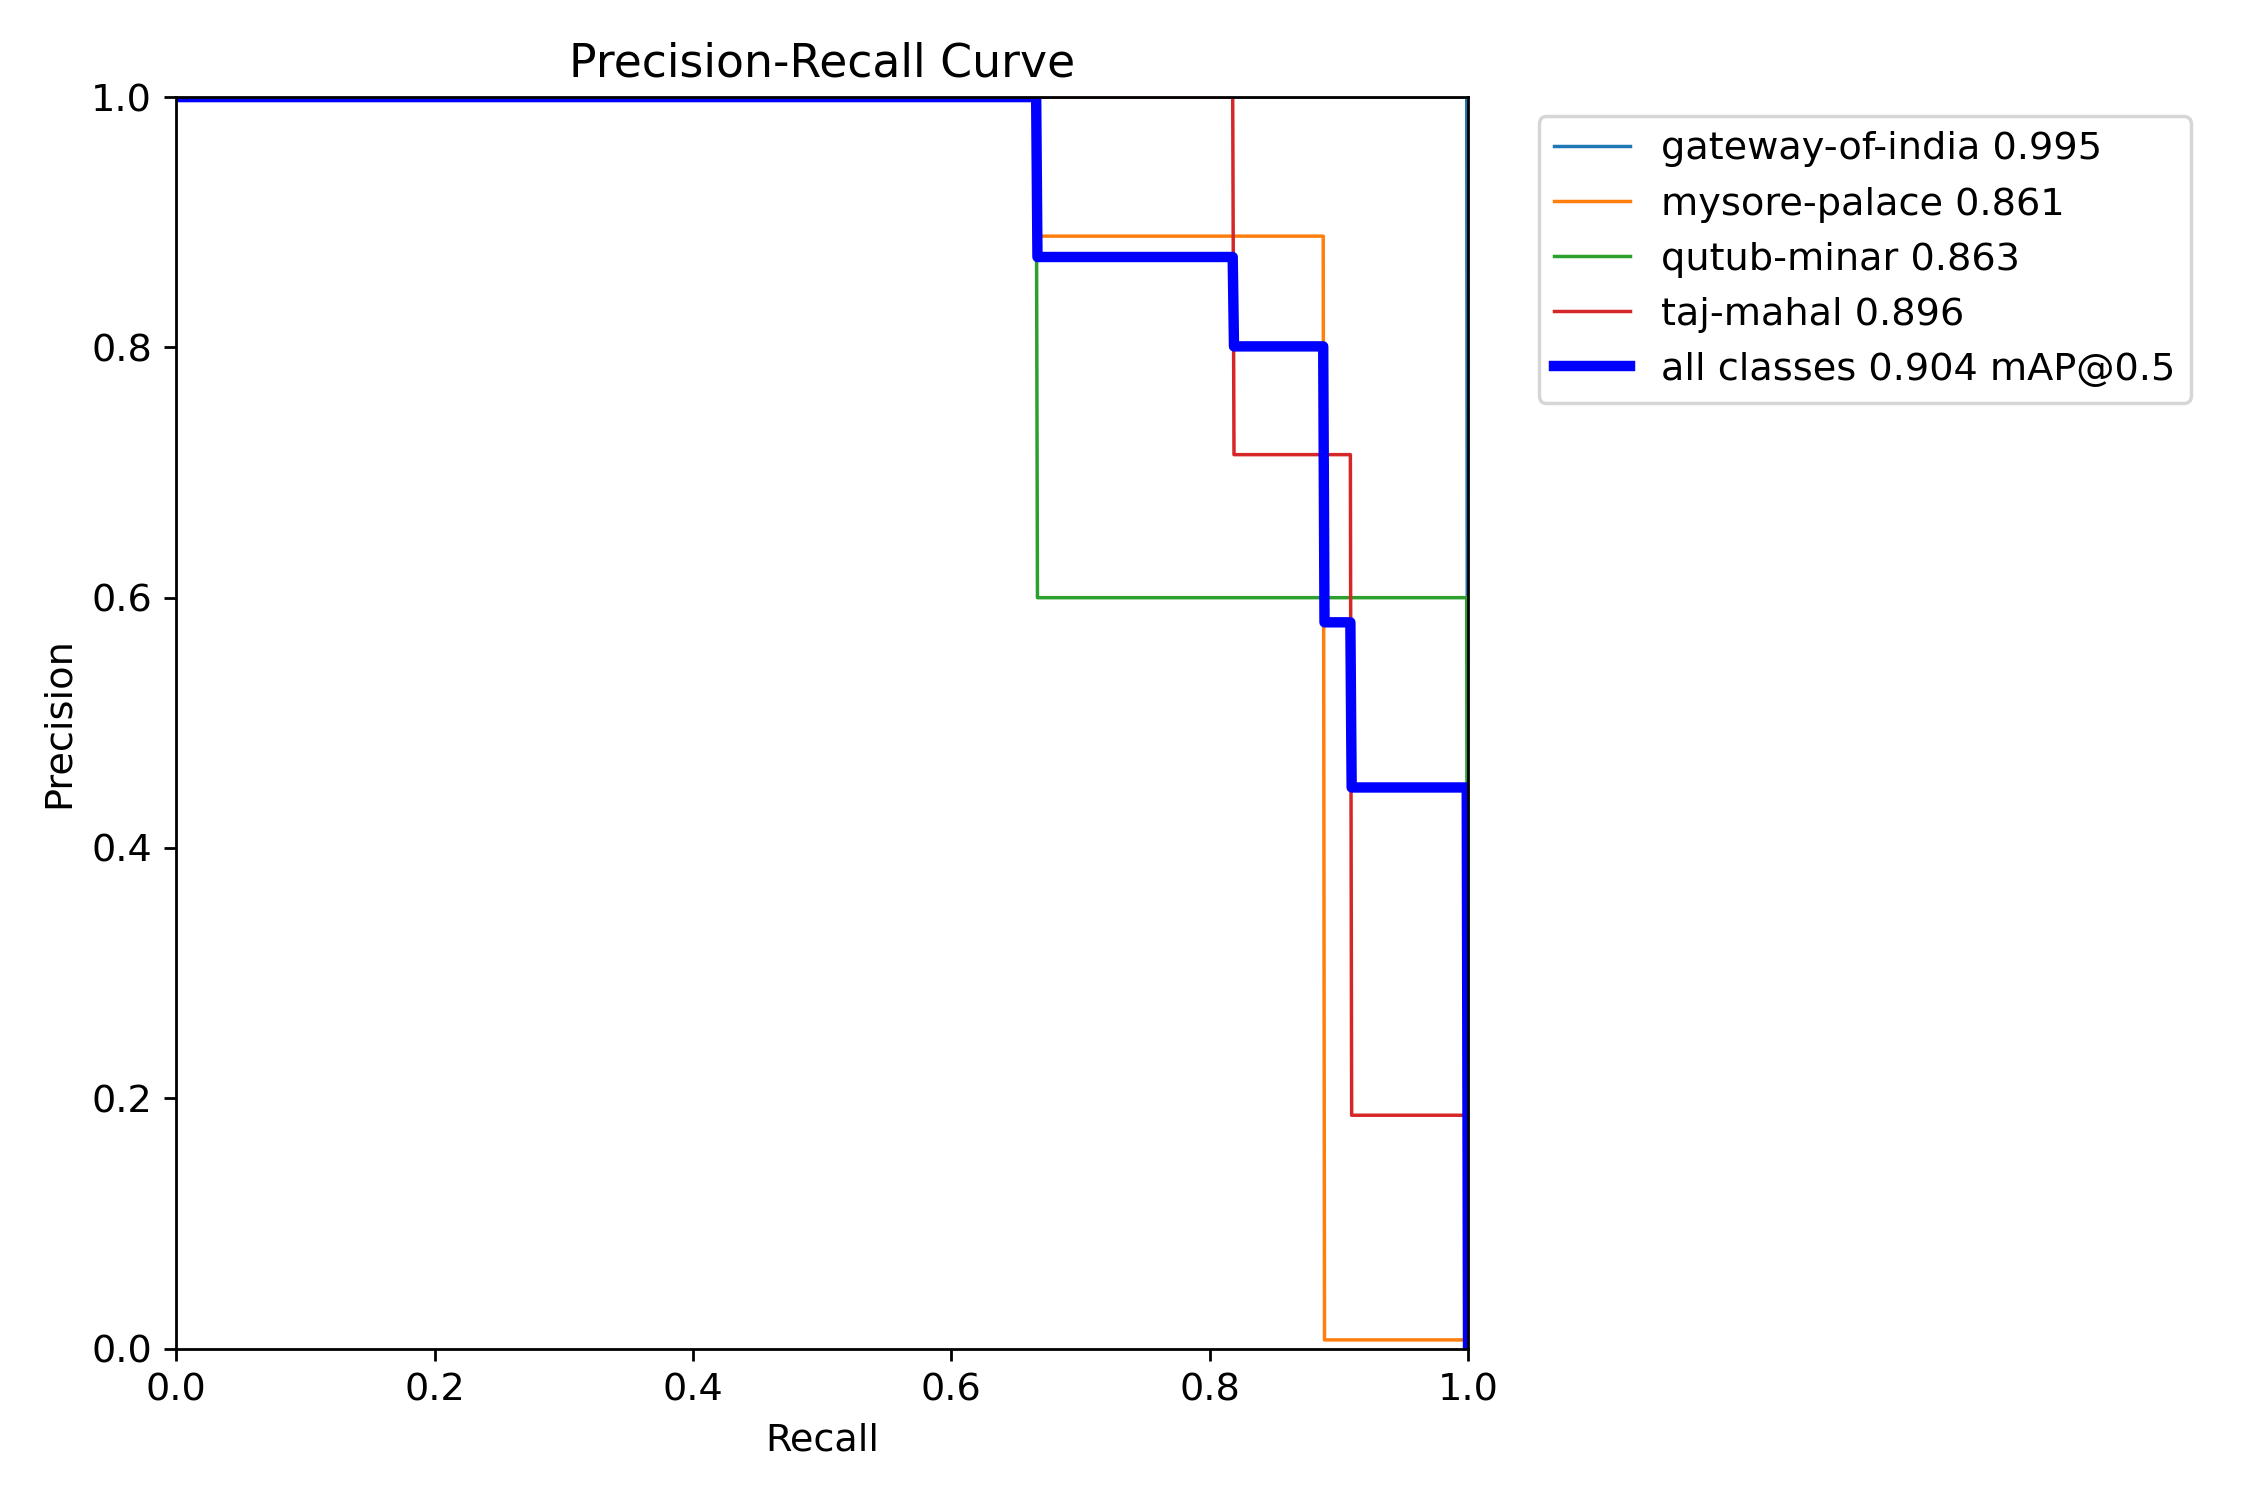 Precision-Recall Curve
1.0
0.8
0.6
0.4
0.2
0.0
Precision
0.0 0.2 0.4 0.6 0.8 1.0
Recall
gateway-of-india 0.995
mysore-palace 0.861
qutub-minar 0.863
taj-mahal 0.896
all classes 0.904 mAP@0.5